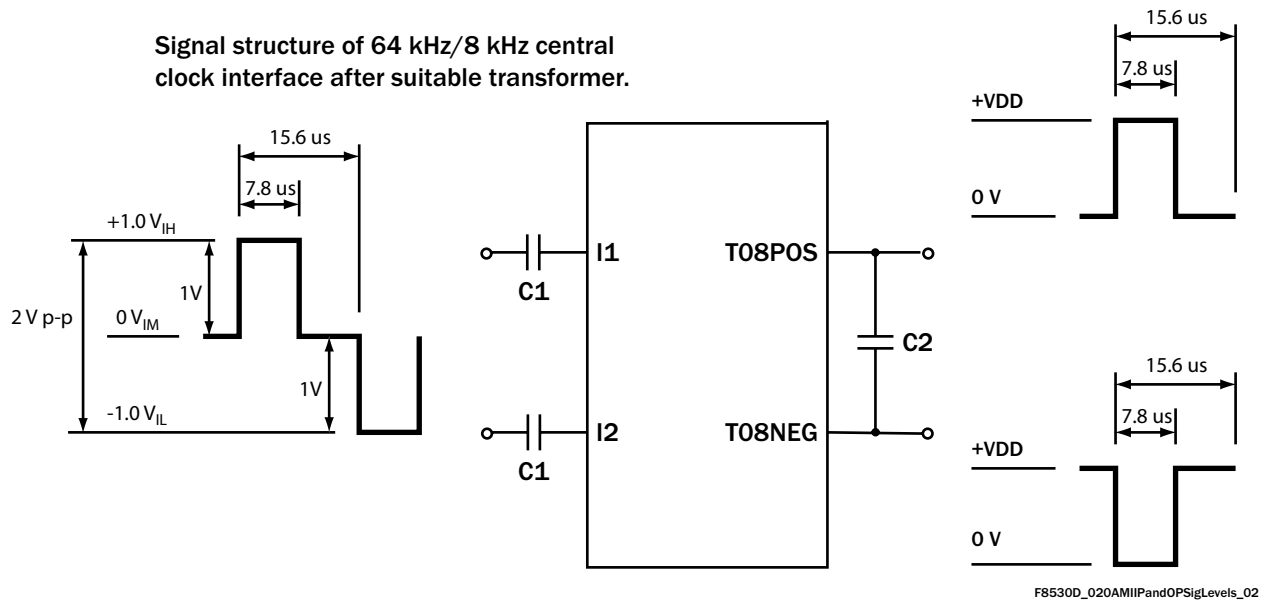 Signal structure of 64 kHz/8 kHz central
clock interface after suitable transformer.
15.6 us
7.8 us
+1.0 VIH
1V
2 V p-p
0 VIM
1V
-1.0 VIL
I1
C1
I2
C1
T08POS
T08NEG
C2
15.6 us
7.8 us
+VDD
0 V
15.6 us
7.8 us
+VDD
0 V
F8530D_020AMIIPandOPSigLevels_02